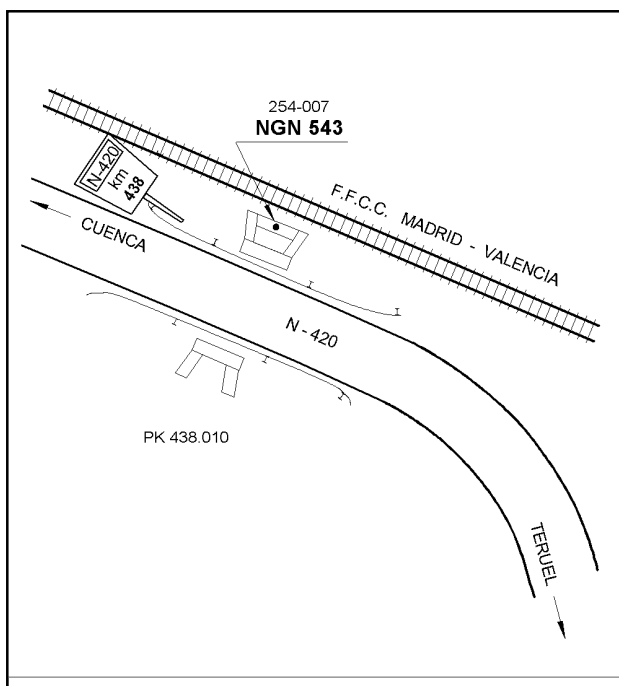 254-007
NGN 543
F.F.C.C. MADRID - VALENCIA
N-420
km
438
CUENCA
N - 420
PK 438.010
TERUEL